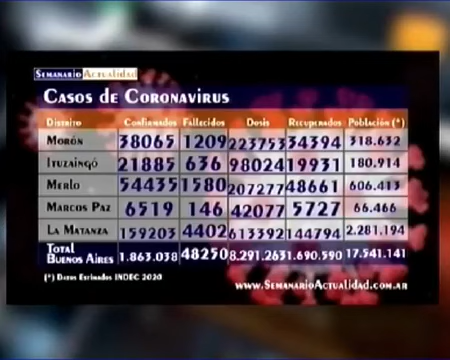 Semanario Actualidad
Casos de Coronavirus
Distrito Confirmados Fallecidos Dosis Recuperados Población (*)
Morón 38065 1209 223753 34394 318.632
Ituzaingó 21885 636 98024 19931 180.914
Merlo 54435 1580 207277 48661 606.413
Marcos Paz 6519 146 42077 5727 66.466
La Matanza 159203 4402 613392 144794 2.281.194
Total
Buenos Aires 1.863.038 48250 8.291.263 1.690.590 17.541.141
(*) Datos Estimados INDEC 2020
www.SemanarioActualidad.com.ar